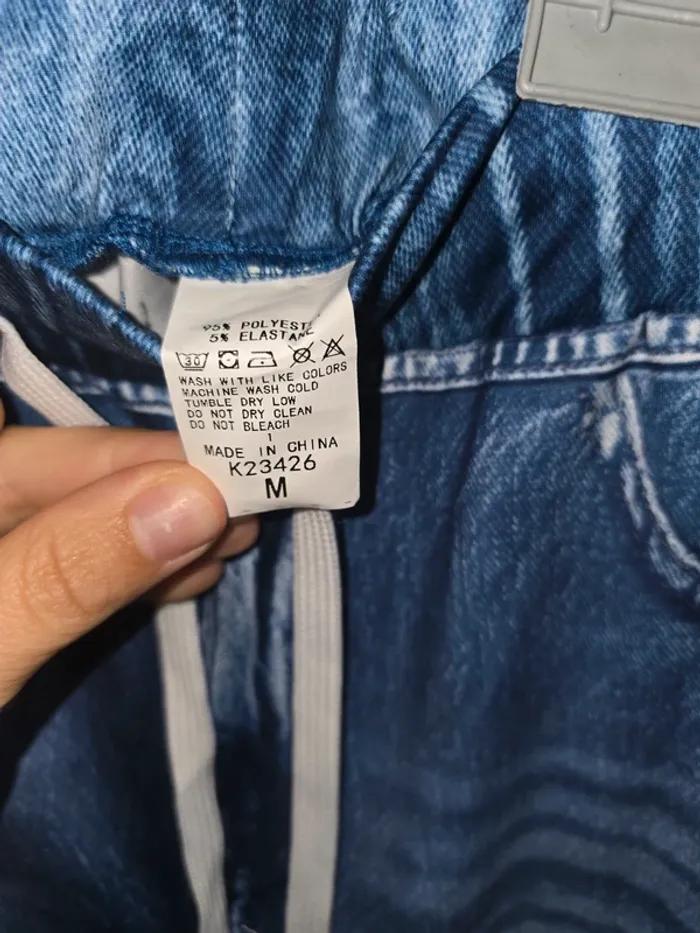 95% POLYESTE
5% ELASTANE
30
WASH WITH LIKE COLORS
MACHINE WASH COLD
TUMBLE DRY LOW
DO NOT DRY CLEAN
DO NOT BLEACH
1
MADE IN CHINA
K23426
M